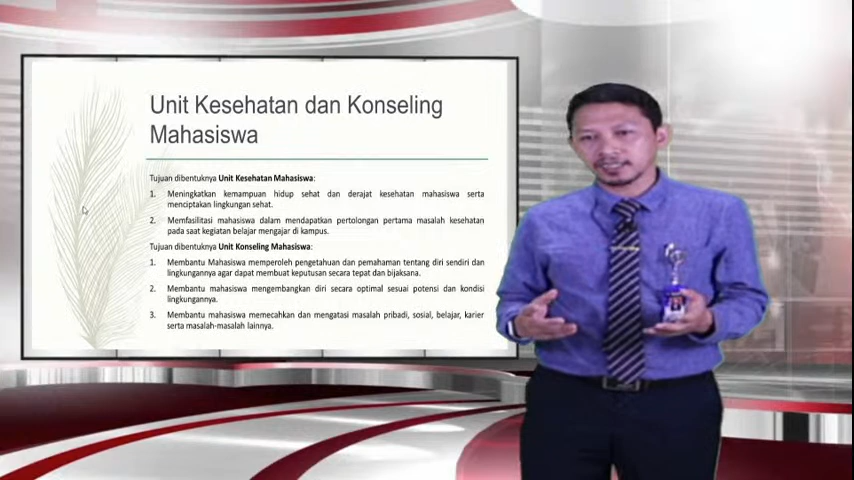 Unit Kesehatan dan Konseling
Mahasiswa
Tujuan dibentuknya Unit Kesehatan Mahasiswa:
1. Meningkatkan kemampuan hidup sehat dan derajat kesehatan mahasiswa serta
menciptakan lingkungan sehat.
2. Memfasilitasi mahasiswa dalam mendapatkan pertolongan pertama masalah kesehatan
pada saat kegiatan belajar mengajar di kampus.
Tujuan dibentuknya Unit Konseling Mahasiswa:
1. Membantu Mahasiswa memperoleh pengetahuan dan pemahaman tentang diri sendiri dan
lingkungannya agar dapat membuat keputusan secara tepat dan bijaksana.
2. Membantu mahasiswa mengembangkan diri secara optimal sesuai potensi dan kondisi
lingkungannya.
3. Membantu mahasiswa memecahkan dan mengatasi masalah pribadi, sosial, belajar, karier
serta masalah-masalah lainnya.